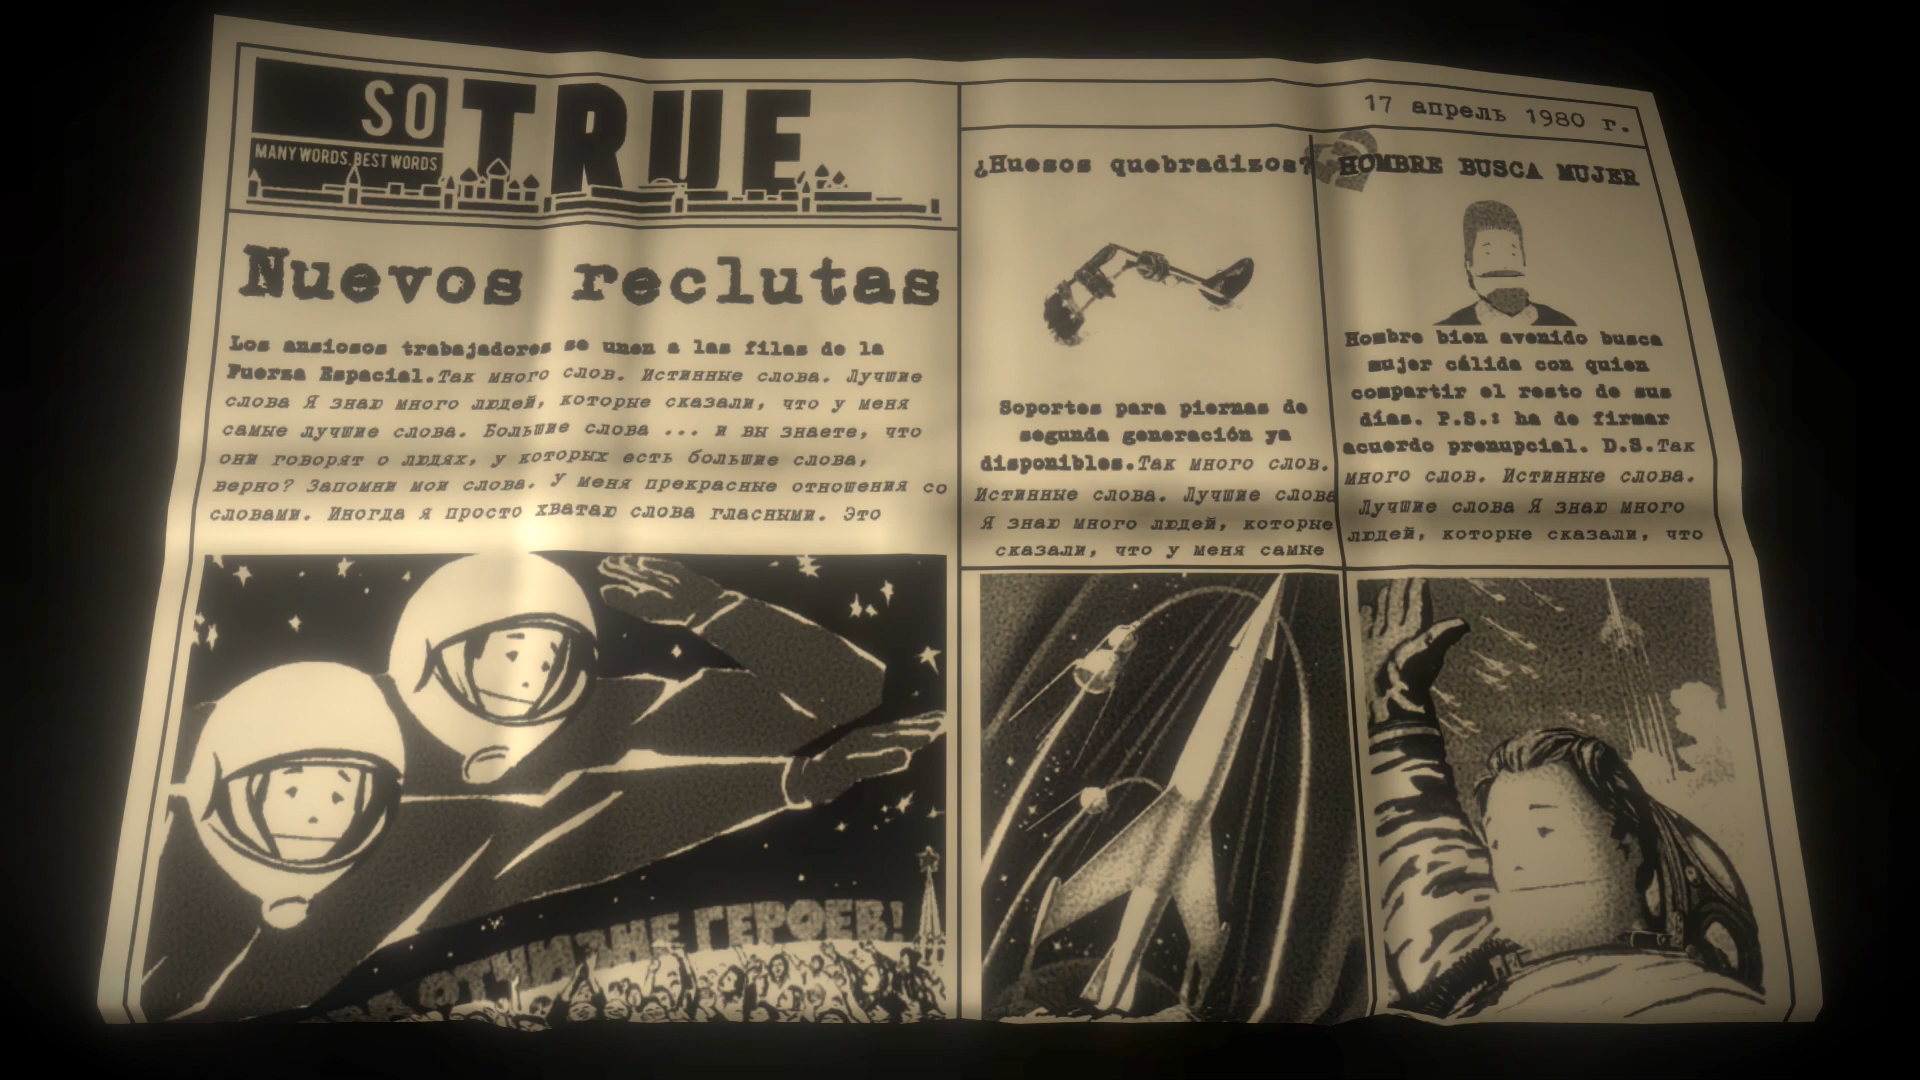 SO TRUE
MANY WORDS, BEST WORDS
17 апрель 1980 г.
Nuevos reclutas
Los ansiosos trabajadores se unen a las filas de la
Fuerza Espacial.Так много слов. Истинные слова. Лучшие
слова Я знаю много людей, которые сказали, что у меня
самые лучшие слова. Большие слова ... и вы знаете, что
они говорят о людях, у которых есть большие слова,
верно? Запомни мои слова. У меня прекрасные отношения со
словами. Иногда я просто хватаю слова гласными. Это
ОТЧИЗНЕ ГЕРОЕВ!
¿Huesos quebradizos?
Soportes para piernas de
segunda generación ya
disponibles.Так много слов.
Истинные слова. Лучшие слова
Я знаю много людей, которые
сказали, что у меня самые
HOMBRE BUSCA MUJER
Hombre bien avenido busca
mujer cálida con quien
compartir el resto de sus
días. P.S.: ha de firmar
acuerdo prenupcial. D.S.Так
много слов. Истинные слова.
Лучшие слова Я знаю много
людей, которые сказали, что